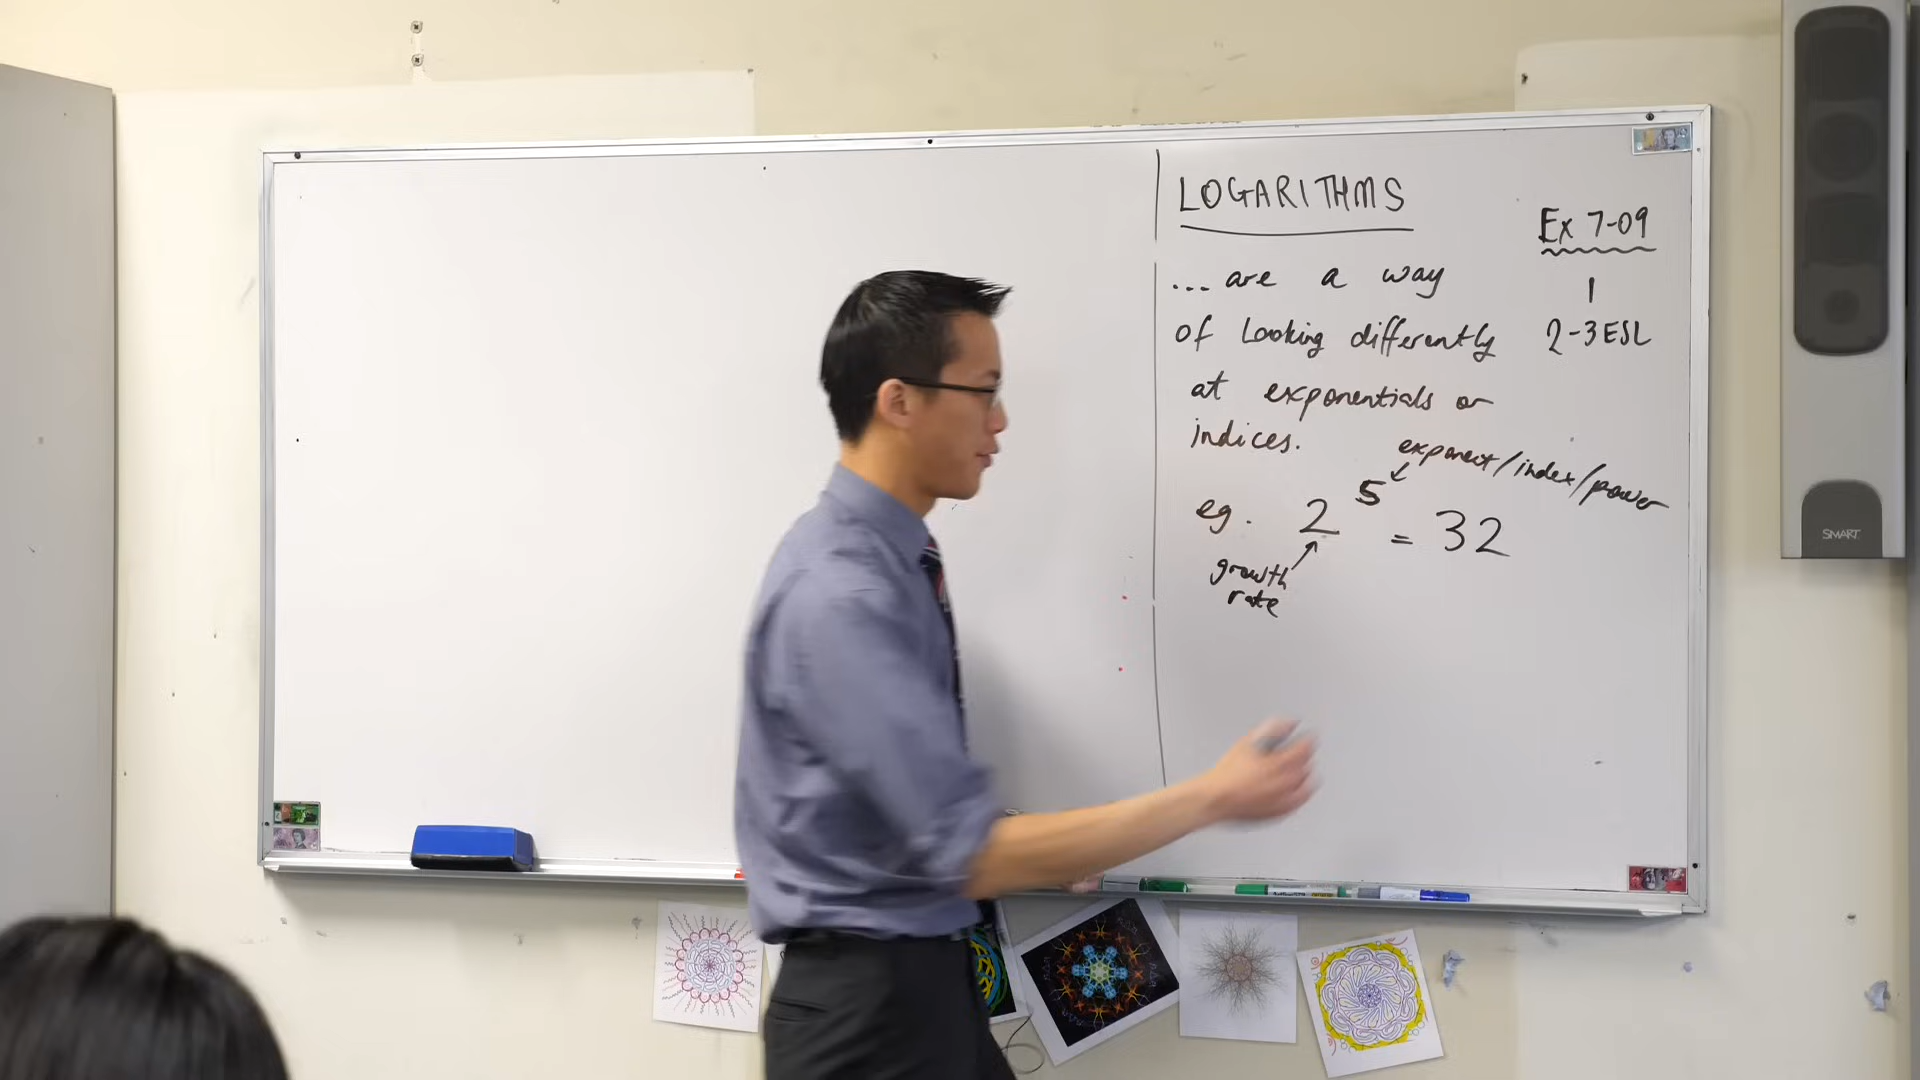 LOGARITHMS
Ex 7-09
1
2-3 ESL
... are a way
of looking differently
at exponentials or
indices.
exponent/index/power
eg. 2^5 = 32
growth
rate
SMART